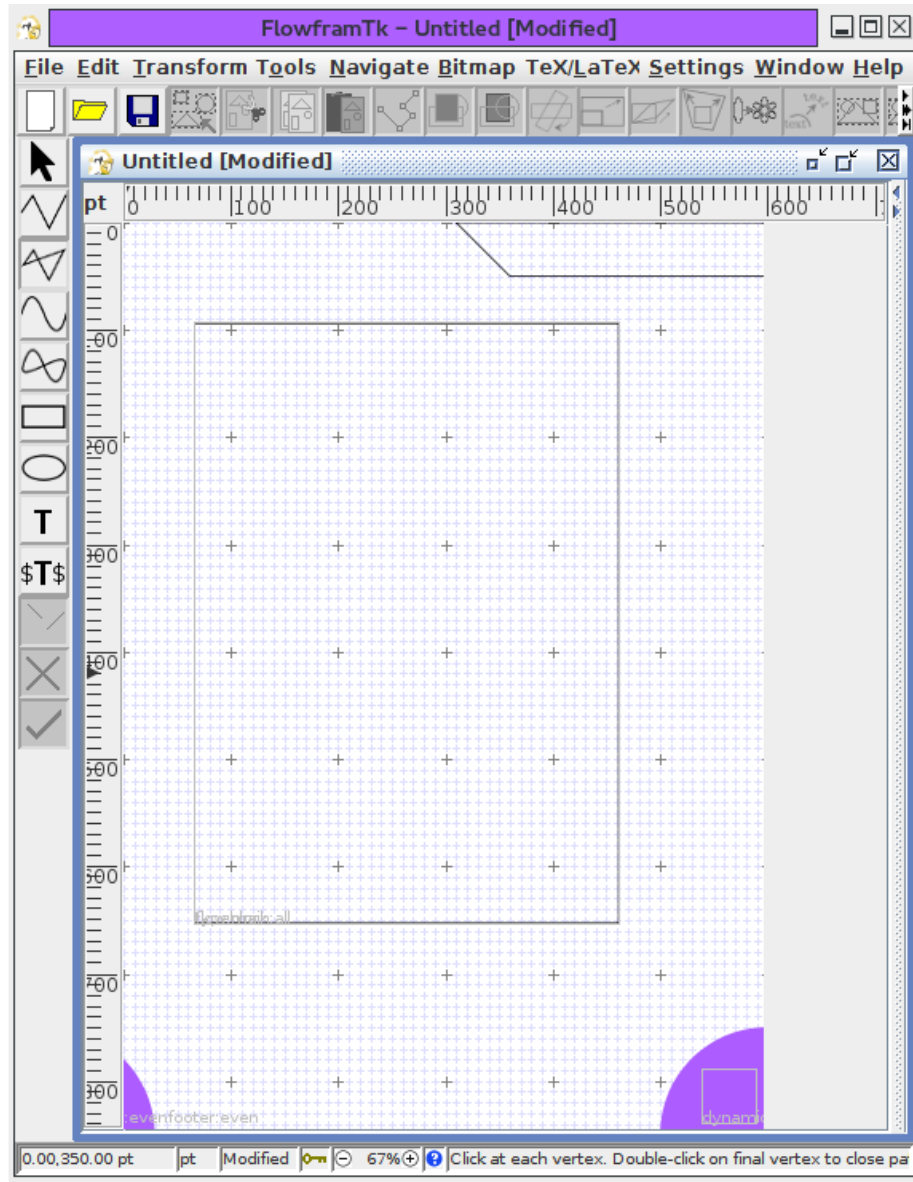 FlowframTk – Untitled [Modified]
File Edit Transform Tools Navigate Bitmap TeX/LaTeX Settings Window Help
Untitled [Modified]
pt
0 100 200 300 400 500 600
0
100
200
300
400
T
500
$T$
600
700
800
:evenfooter:even
dynami
0.00,350.00 pt
pt
Modified
67%
?
Click at each vertex. Double-click on final vertex to close pa